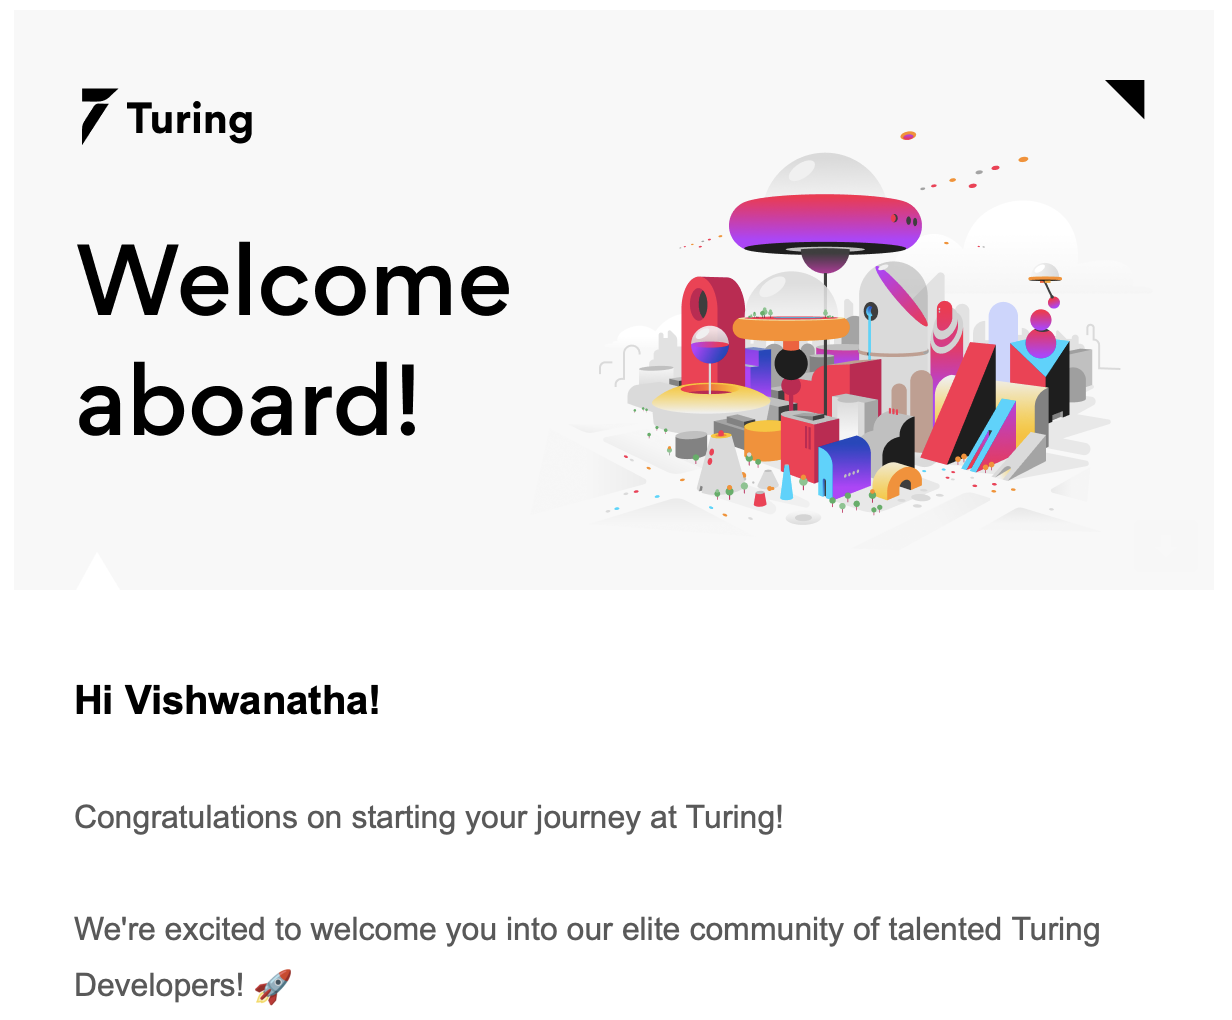 Turing
Welcome
aboard!
Hi Vishwanatha!
Congratulations on starting your journey at Turing!
We're excited to welcome you into our elite community of talented Turing
Developers! 🚀